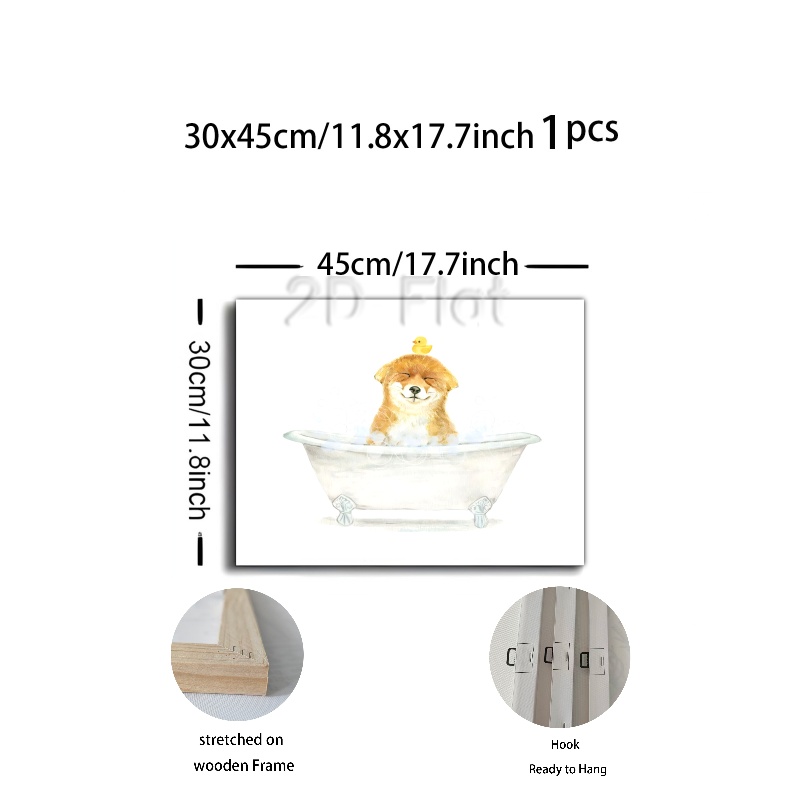 30x45cm/11.8x17.7inch 1pcs
45cm/17.7inch
2D Flat
30cm/11.8inch
stretched on
wooden Frame
Hook
Ready to Hang